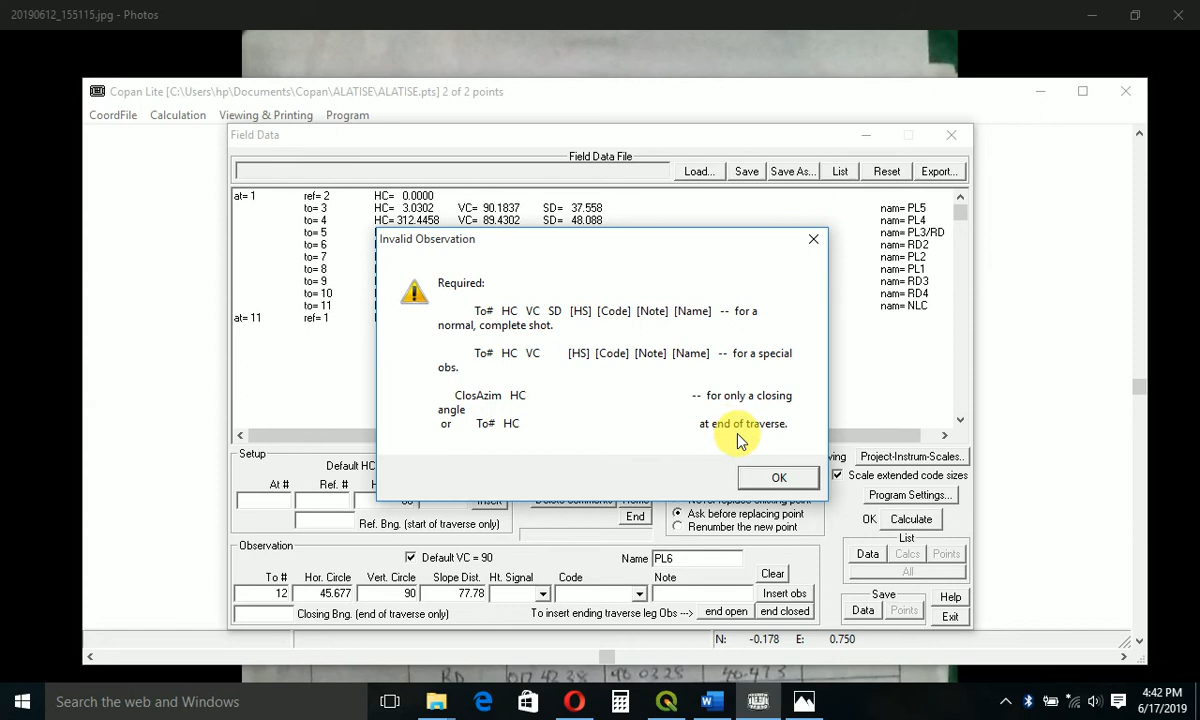 20190612_155115.jpg - Photos
Copan Lite [C:\Users\hp\Documents\Copan\ALATISE\ALATISE.pts] 2 of 2 points
CoordFile Calculation Viewing & Printing Program
Field Data
Field Data File
Load... Save Save As... List Reset Export...
at= 1 ref= 2 HC= 0.0000
to= 3 HC= 3.0302 VC= 90.1837 SD= 37.558 nam= PL5
to= 4 HC= 312.4458 VC= 89.4302 SD= 48.088 nam= PL4
to= 5 nam= PL3/RD
to= 6 nam= RD2
to= 7 nam= PL2
to= 8 nam= PL1
to= 9 nam= RD3
to= 10 nam= RD4
to= 11 nam= NLC
at= 11 ref= 1
Invalid Observation
Required:
To# HC VC SD [HS] [Code] [Note] [Name] -- for a
normal, complete shot.
To# HC VC [HS] [Code] [Note] [Name] -- for a special
obs.
ClosAzim HC -- for only a closing
angle
or To# HC at end of traverse.
OK
Setup
Default HC
At # Ref. #
Ref. Bng. (start of traverse only)
End
Ask before replacing point
Renumber the new point
Project-Instrum-Scales..
Scale extended code sizes
Program Settings...
OK Calculate
List
Data Calcs Points
All
Save
Data Points
Help
Exit
Observation
Default VC = 90 Name PL6
To # Hor. Circle Vert. Circle Slope Dist. Ht. Signal Code Note Clear
12 45.677 90 77.78 Insert obs
Closing Bng. (end of traverse only) To insert ending traverse leg Obs ---> end open end closed
N: -0.178 E: 0.750
RD 017 42 38 46 03 28 40.473
Search the web and Windows
4:42 PM
6/17/2019